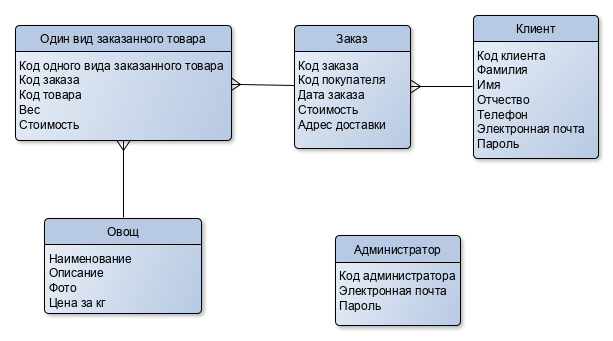 Один вид заказанного товара
Код одного вида заказанного товара
Код заказа
Код товара
Вес
Стоимость
Заказ
Код заказа
Код покупателя
Дата заказа
Стоимость
Адрес доставки
Клиент
Код клиента
Фамилия
Имя
Отчество
Телефон
Электронная почта
Пароль
Овощ
Наименование
Описание
Фото
Цена за кг
Администратор
Код администратора
Электронная почта
Пароль